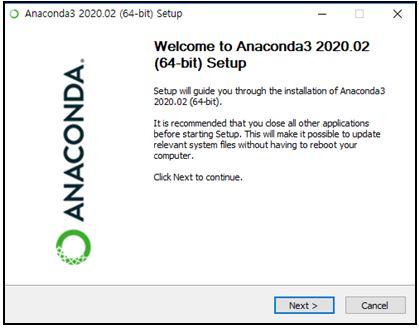 Anaconda3 2020.02 (64-bit) Setup
Welcome to Anaconda3 2020.02
(64-bit) Setup
Setup will guide you through the installation of Anaconda3
2020.02 (64-bit).
It is recommended that you close all other applications
before starting Setup. This will make it possible to update
relevant system files without having to reboot your
computer.
Click Next to continue.
ANACONDA.
Next >
Cancel